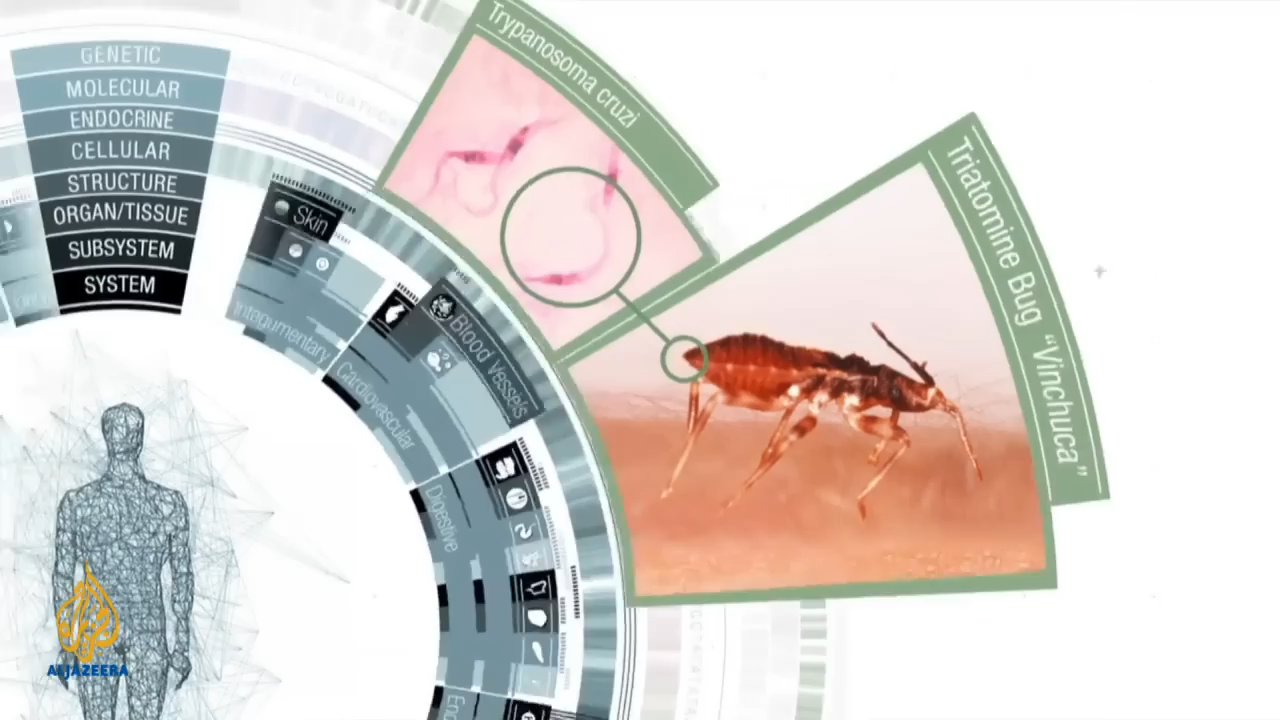 GENETIC
MOLECULAR
ENDOCRINE
CELLULAR
STRUCTURE
ORGAN/TISSUE
SUBSYSTEM
SYSTEM
Skin
Integumentary
Blood Vessels
Cardiovascular
Digestive
Trypanosoma cruzi
Triatomine Bug "Vinchuca"
ALJAZEERA